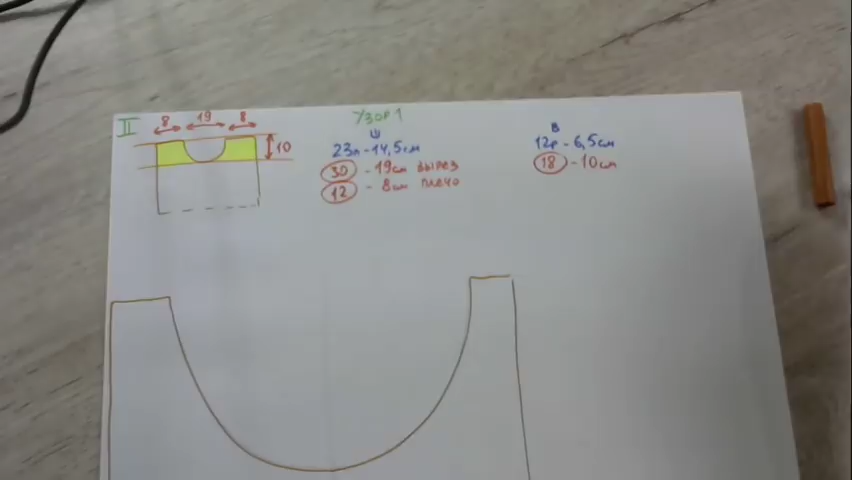 II
8 19 8
10
Узор 1
Ш
23п - 14,5см
30 - 19см вырез
12 - 8см плечо
В
12р - 6,5см
18 - 10см